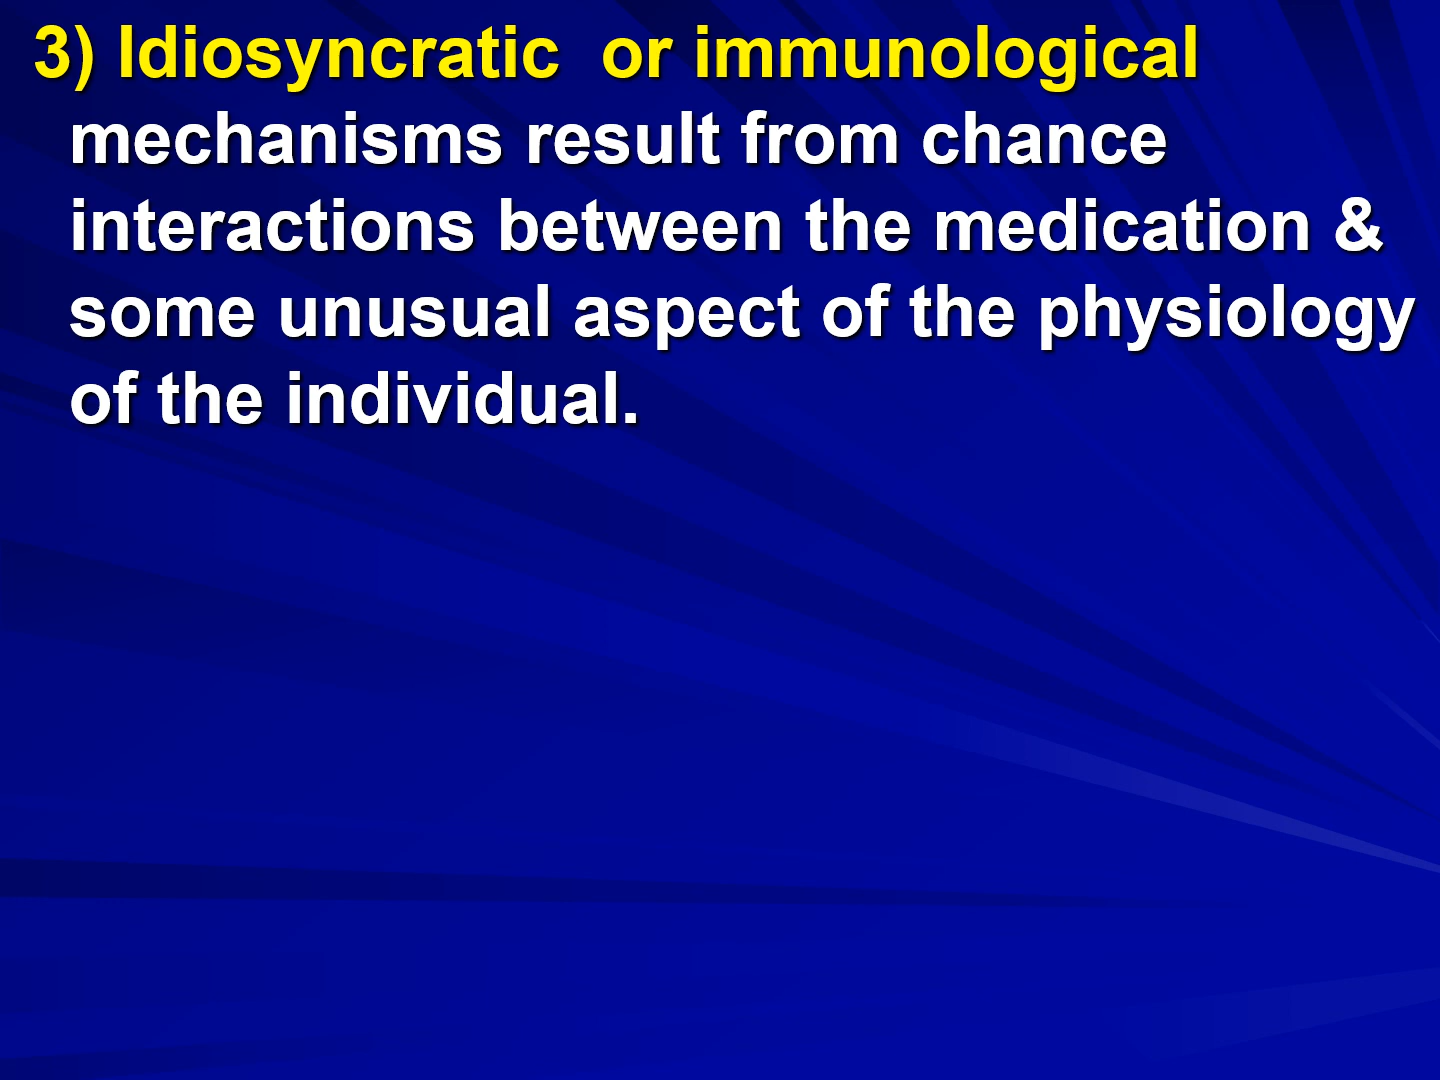 3) Idiosyncratic  or immunological
mechanisms result from chance
interactions between the medication &
some unusual aspect of the physiology
of the individual.